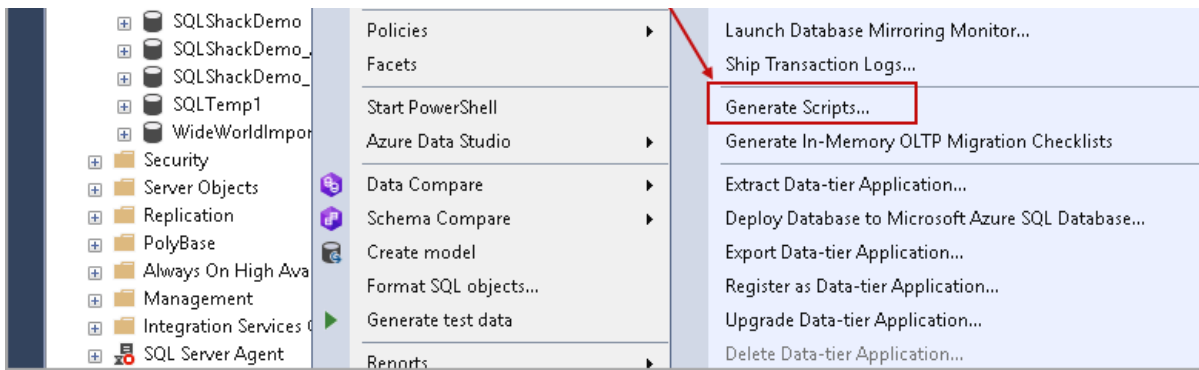 SQLShackDemo
SQLShackDemo_
SQLShackDemo_
SQLTemp1
WideWorldImpor
Security
Server Objects
Replication
PolyBase
Always On High Ava
Management
Integration Services
SQL Server Agent
Policies
Facets
Start PowerShell
Azure Data Studio
Data Compare
Schema Compare
Create model
Format SQL objects...
Generate test data
Reports
Launch Database Mirroring Monitor...
Ship Transaction Logs...
Generate Scripts...
Generate In-Memory OLTP Migration Checklists
Extract Data-tier Application...
Deploy Database to Microsoft Azure SQL Database...
Export Data-tier Application...
Register as Data-tier Application...
Upgrade Data-tier Application...
Delete Data-tier Application...